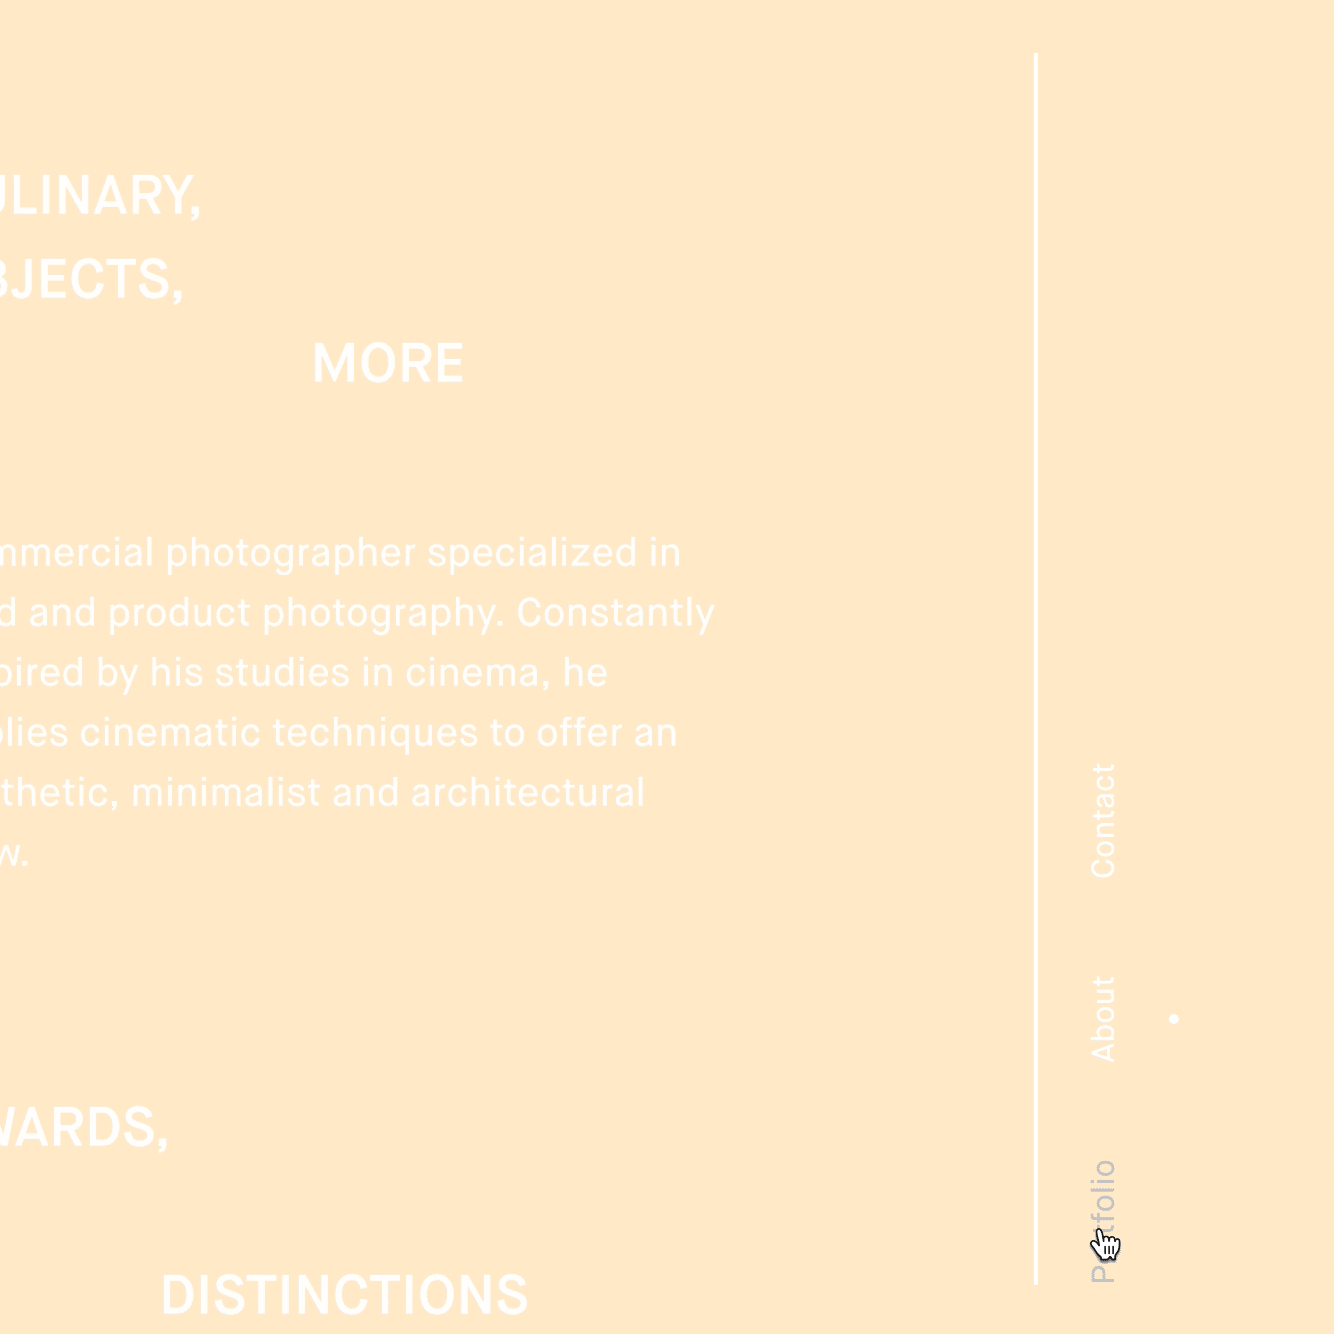 ULINARY,
BJECTS,
MORE
mmercial photographer specialized in
d and product photography. Constantly
pired by his studies in cinema, he
plies cinematic techniques to offer an
thetic, minimalist and architectural
w.
WARDS,
DISTINCTIONS
Contact
About
Portfolio